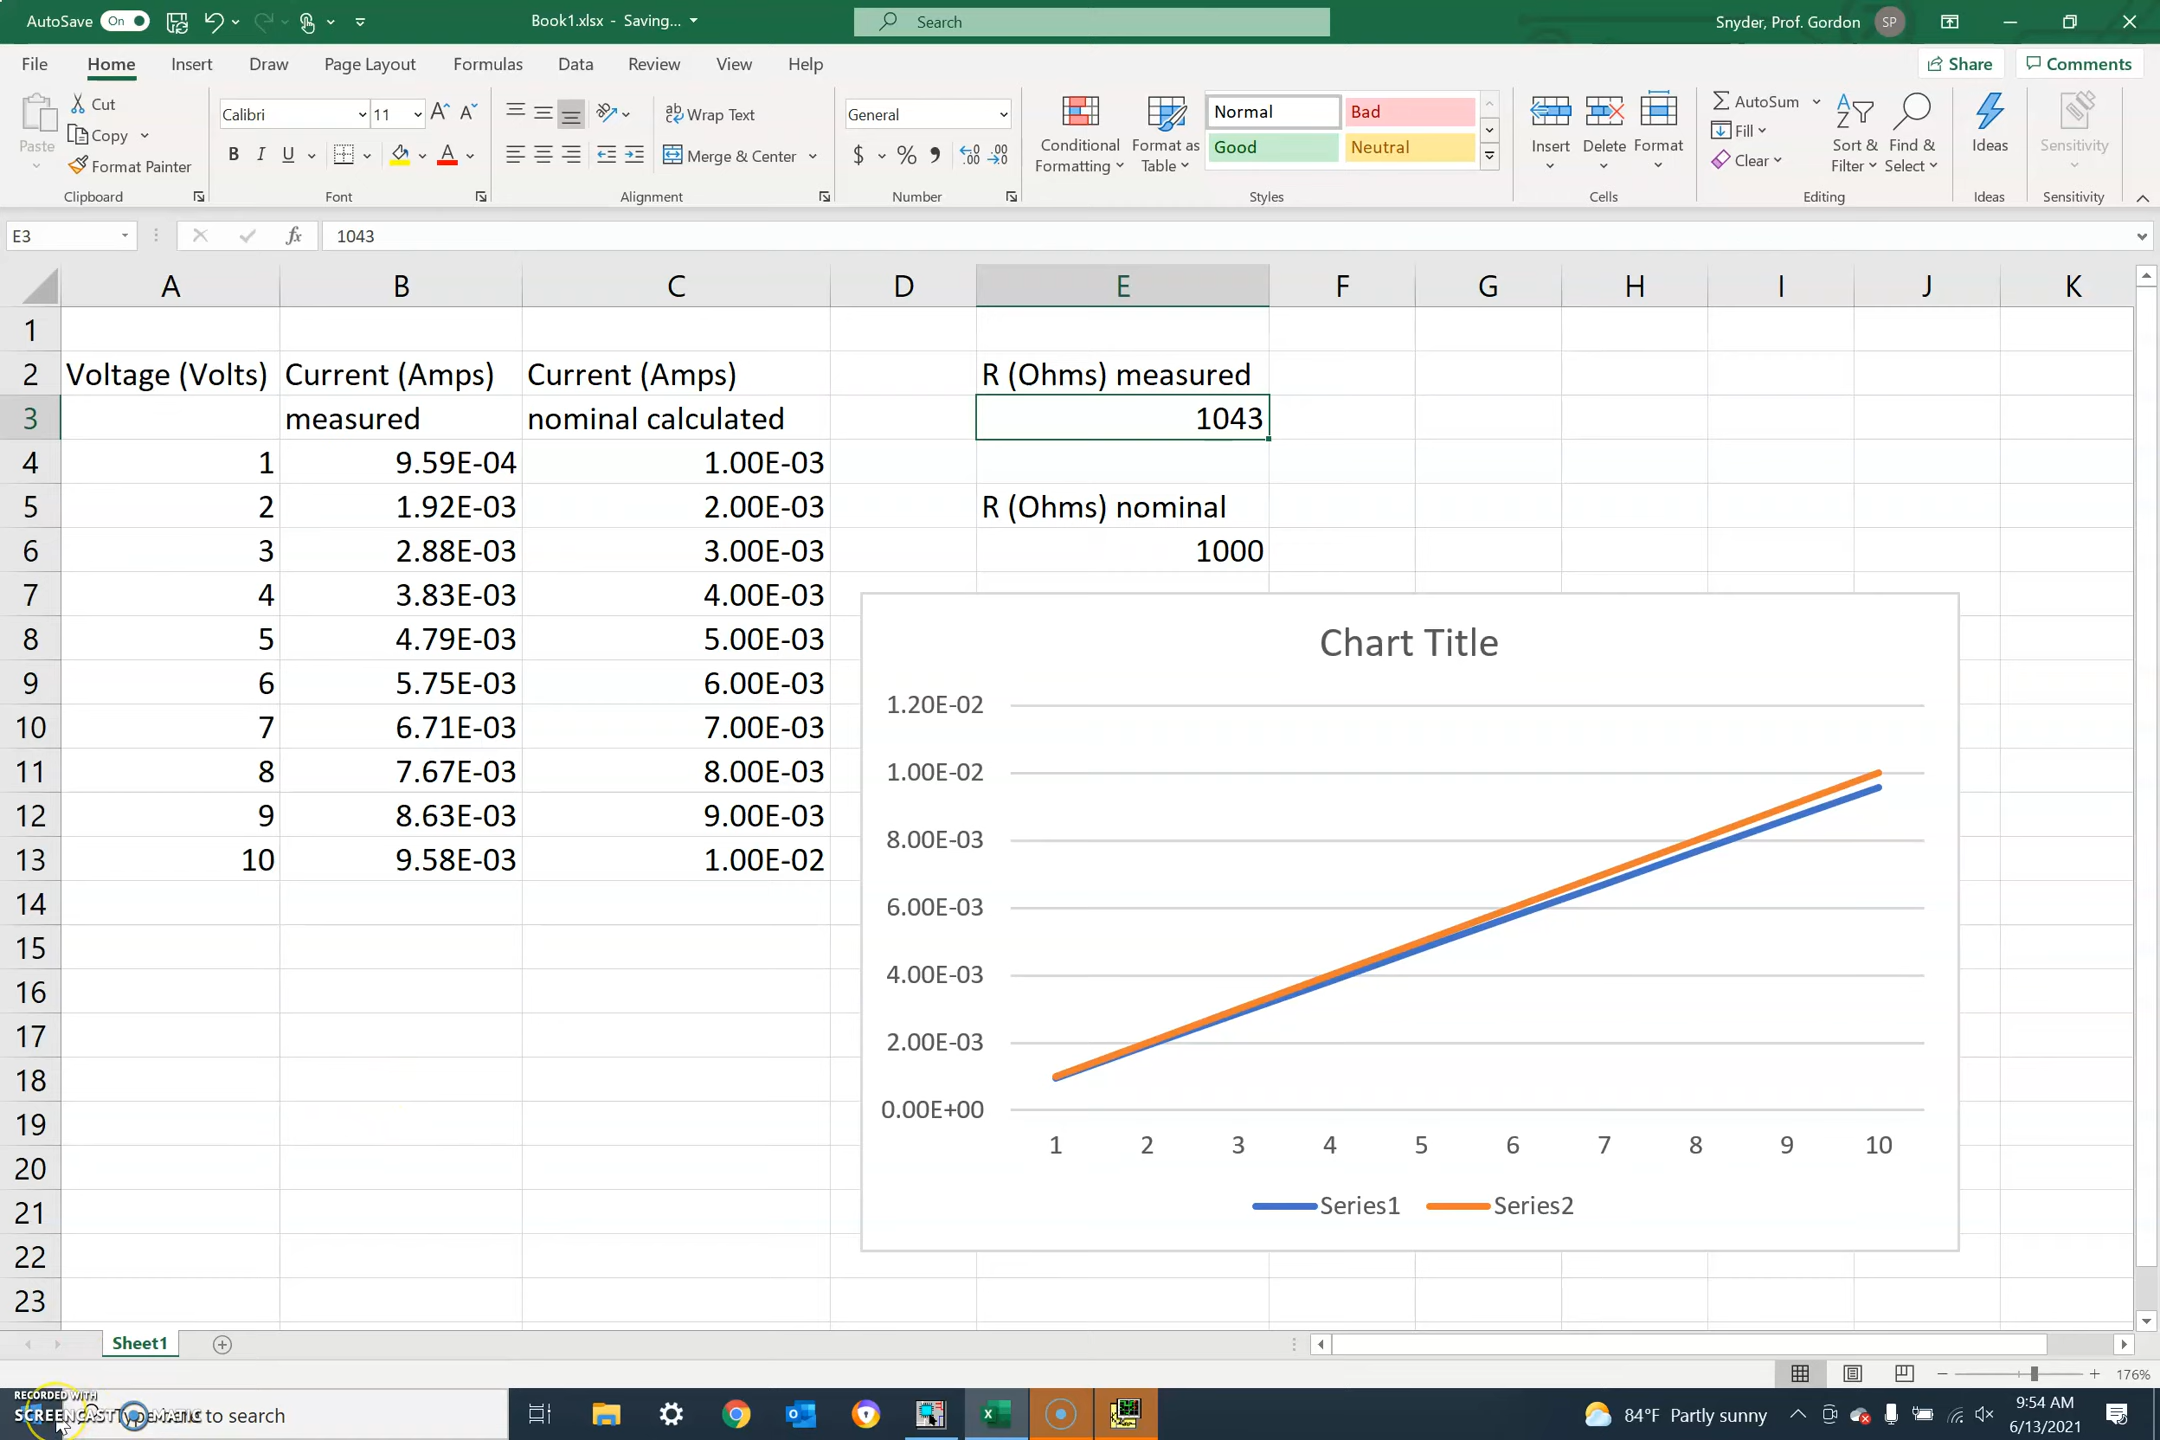 AutoSave On
Book1.xlsx - Saving...
Search
Snyder, Prof. Gordon SP
File Home Insert Draw Page Layout Formulas Data Review View Help
Share Comments
Paste
Cut
Copy
Format Painter
Clipboard
Calibri 11
B I U
Font
Wrap Text
Merge & Center
Alignment
General
$ % 9
Number
Conditional Formatting
Format as Table
Normal Bad
Good Neutral
Styles
Insert Delete Format
Cells
AutoSum
Fill
Clear
Sort & Filter
Find & Select
Editing
Ideas
Ideas
Sensitivity
Sensitivity
E3 fx 1043
A B C D E F G H I J K
1
2 Voltage (Volts) Current (Amps) Current (Amps) R (Ohms) measured
3 measured nominal calculated 1043
4 1 9.59E-04 1.00E-03
5 2 1.92E-03 2.00E-03 R (Ohms) nominal
6 3 2.88E-03 3.00E-03 1000
7 4 3.83E-03 4.00E-03
8 5 4.79E-03 5.00E-03
9 6 5.75E-03 6.00E-03
10 7 6.71E-03 7.00E-03
11 8 7.67E-03 8.00E-03
12 9 8.63E-03 9.00E-03
13 10 9.58E-03 1.00E-02
14
15
16
17
18
19
20
21
22
23
Chart Title
1.20E-02
1.00E-02
8.00E-03
6.00E-03
4.00E-03
2.00E-03
0.00E+00
1 2 3 4 5 6 7 8 9 10
Series1 Series2
Sheet1
176%
RECORDED WITH
SCREENCAST MATIC
to search
84°F Partly sunny
9:54 AM
6/13/2021